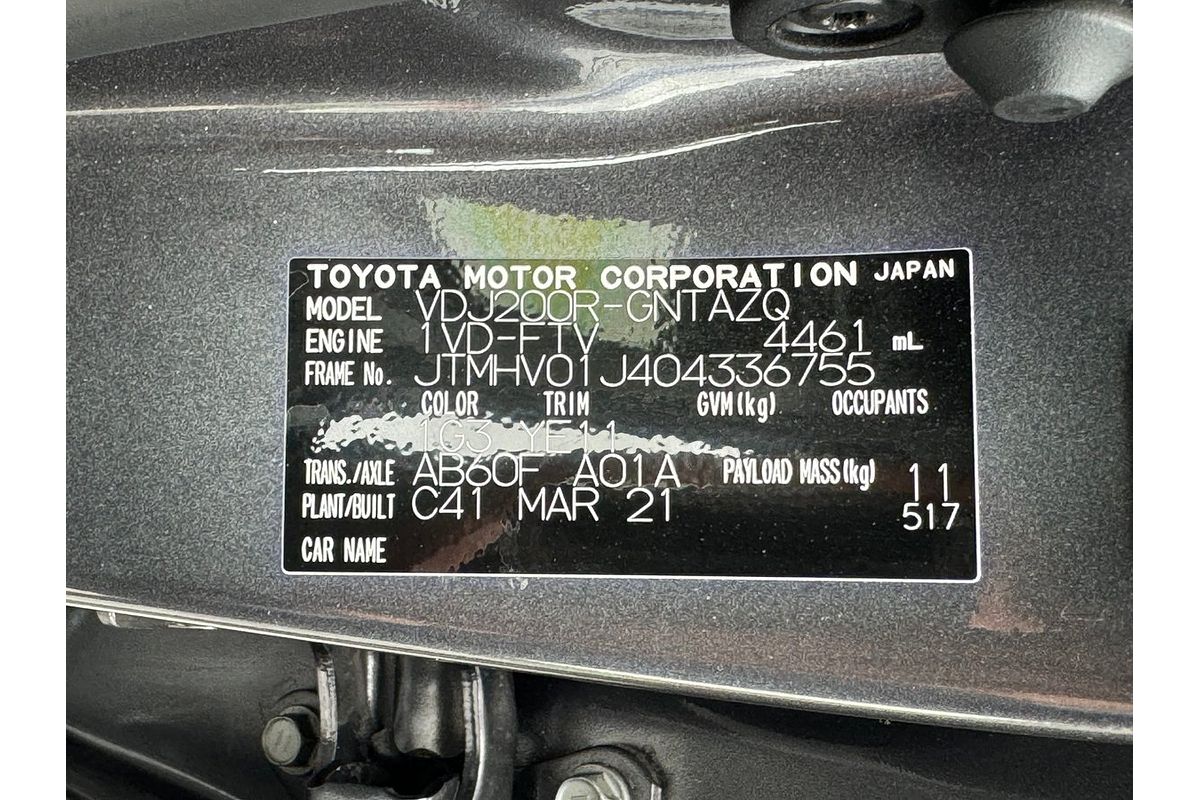 TOYOTA MOTOR CORPORATION JAPAN
MODEL VDJ200R-GNTAZQ
ENGINE 1VD-FTV 4461 mL
FRAME No. JTMHV01J404336755
COLOR TRIM GVM(kg) OCCUPANTS
1G3 YE11
TRANS./AXLE AB60F A01A PAYLOAD MASS(kg) 11
PLANT/BUILT C41 MAR 21 517
CAR NAME